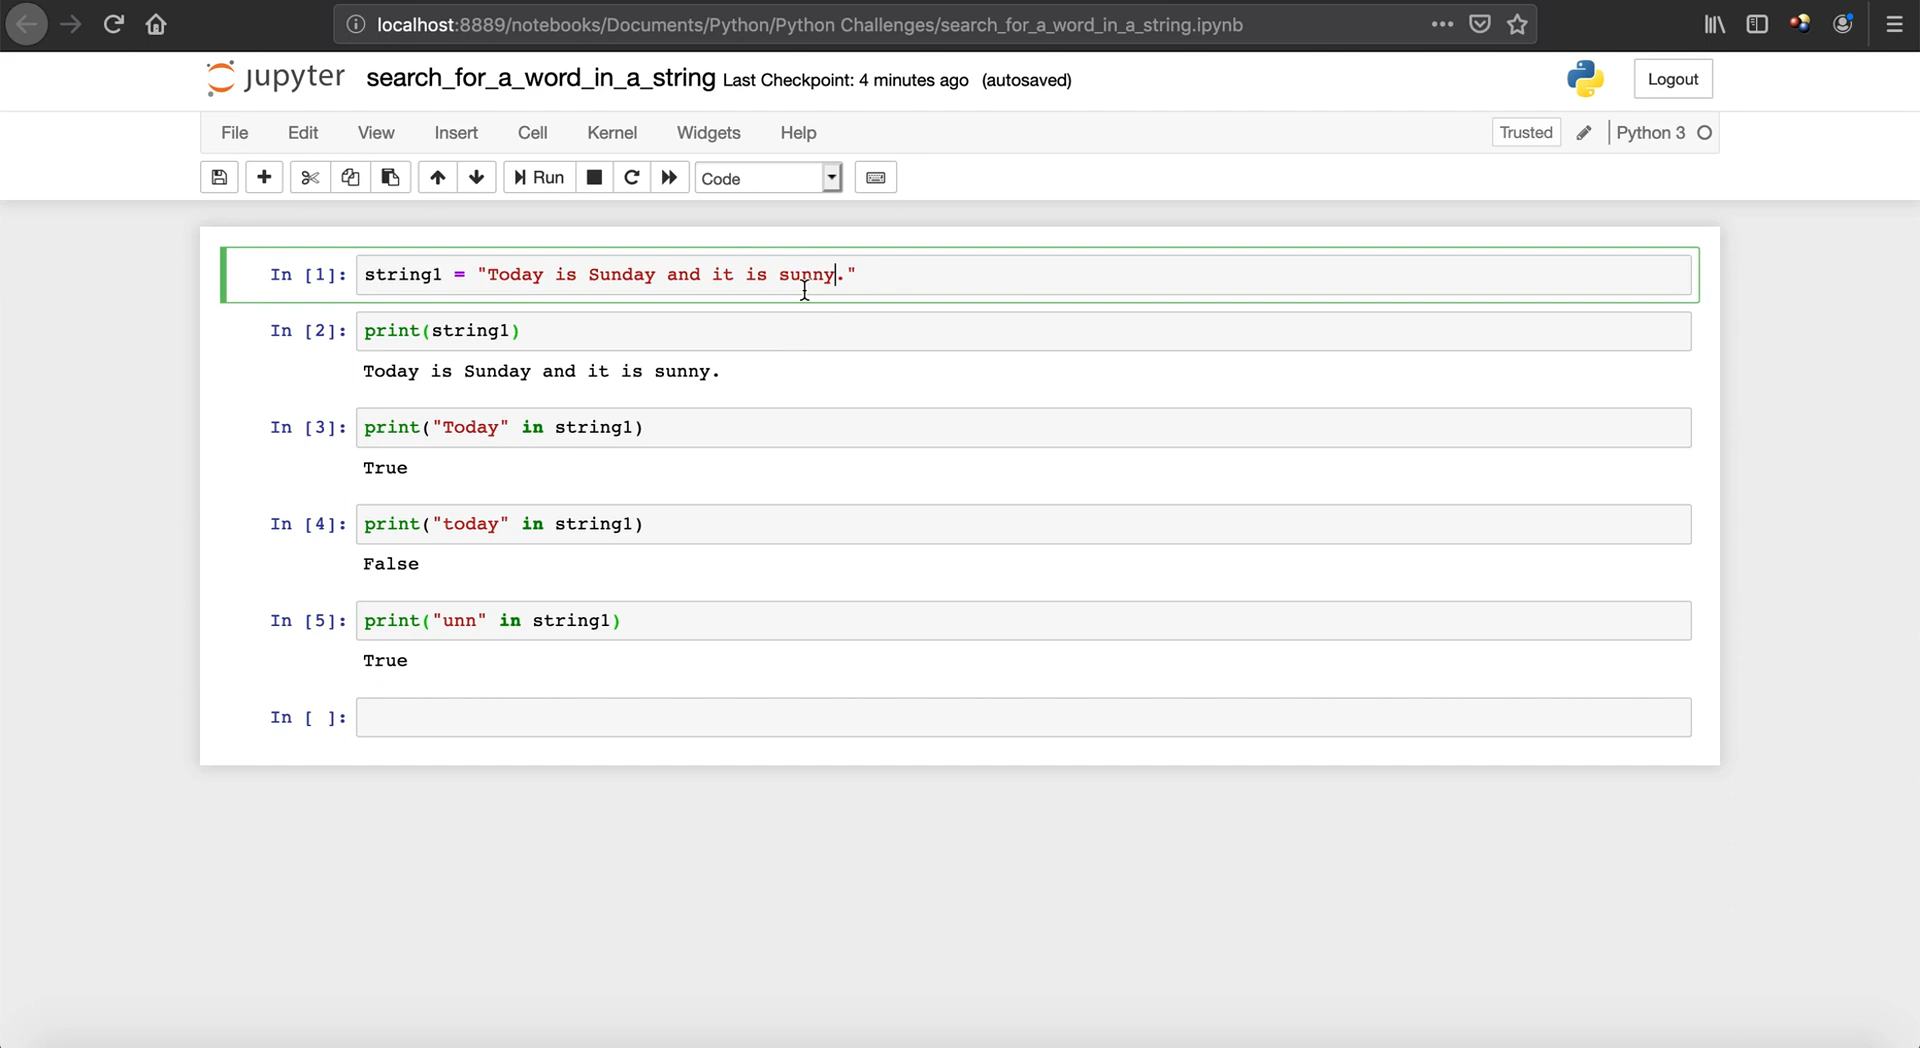 localhost:8889/notebooks/Documents/Python/Python Challenges/search_for_a_word_in_a_string.ipynb
jupyter search_for_a_word_in_a_string Last Checkpoint: 4 minutes ago (autosaved) Logout
File Edit View Insert Cell Kernel Widgets Help Trusted Python 3
Run Code
In [1]: string1 = "Today is Sunday and it is sunny."
In [2]: print(string1)
Today is Sunday and it is sunny.
In [3]: print("Today" in string1)
True
In [4]: print("today" in string1)
False
In [5]: print("unn" in string1)
True
In [ ]: